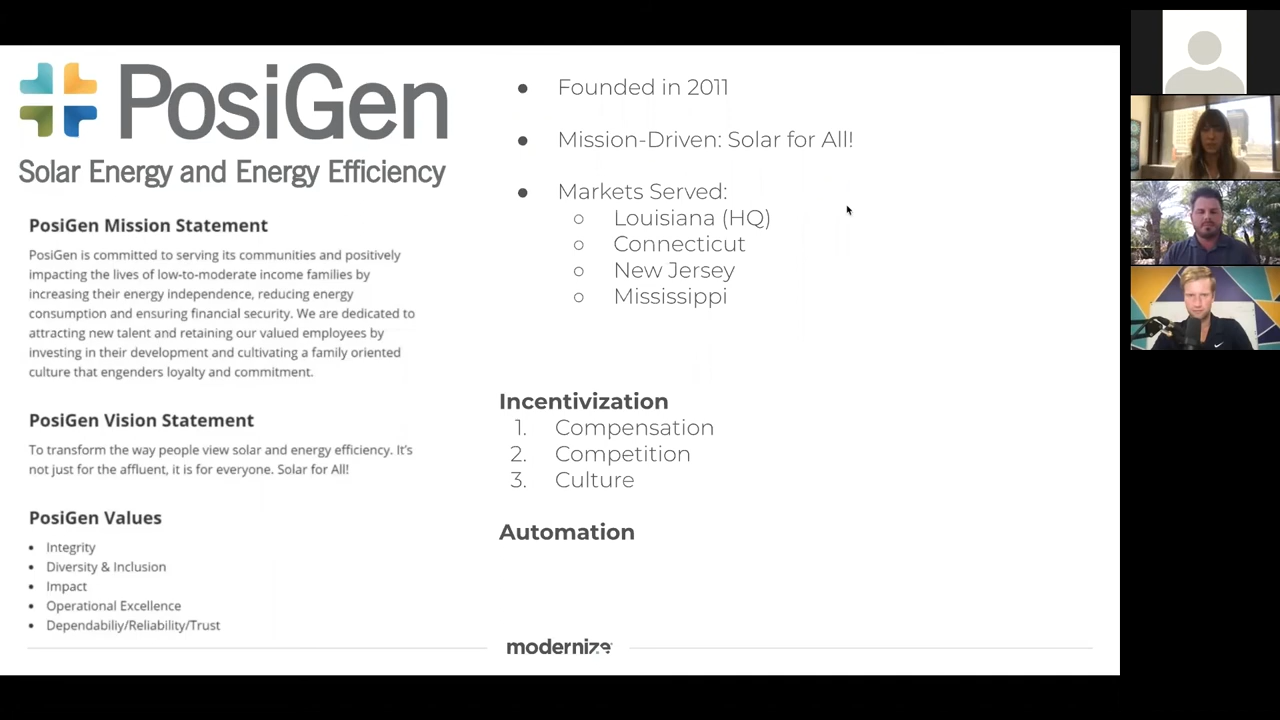 PosiGen
Solar Energy and Energy Efficiency
PosiGen Mission Statement
PosiGen is committed to serving its communities and positively
impacting the lives of low-to-moderate income families by
increasing their energy independence, reducing energy
consumption and ensuring financial security. We are dedicated to
attracting new talent and retaining our valued employees by
investing in their development and cultivating a family oriented
culture that engenders loyalty and commitment.
PosiGen Vision Statement
To transform the way people view solar and energy efficiency. It's
not just for the affluent, it is for everyone. Solar for All!
PosiGen Values
• Integrity
• Diversity & Inclusion
• Impact
• Operational Excellence
• Dependabiliy/Reliability/Trust
● Founded in 2011
● Mission-Driven: Solar for All!
● Markets Served:
○ Louisiana (HQ)
○ Connecticut
○ New Jersey
○ Mississippi
Incentivization
1. Compensation
2. Competition
3. Culture
Automation
modernize